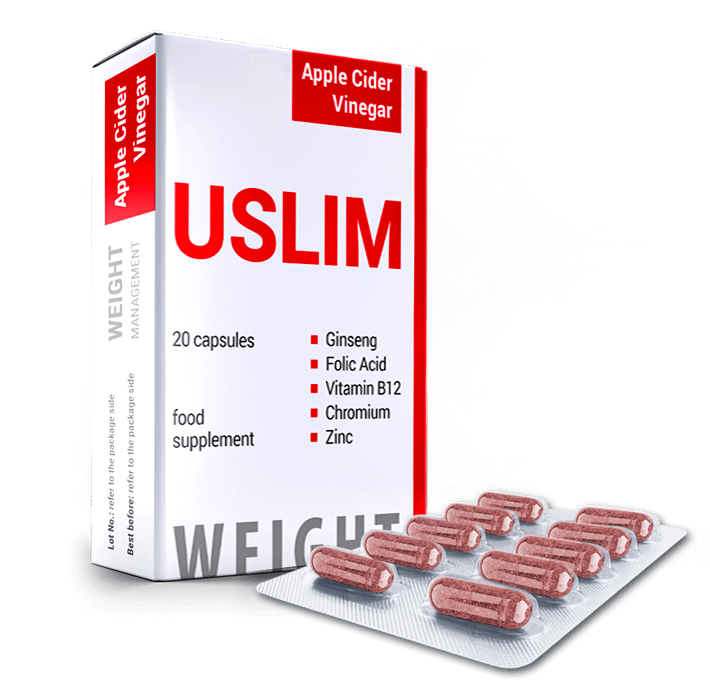 Apple Cider
Vinegar
WEIGHT
MANAGEMENT
Lot No.: refer to the package side
Best before: refer to the package side
Apple Cider
Vinegar
USLIM
20 capsules
food
supplement
Ginseng
Folic Acid
Vitamin B12
Chromium
Zinc
WEIGHT